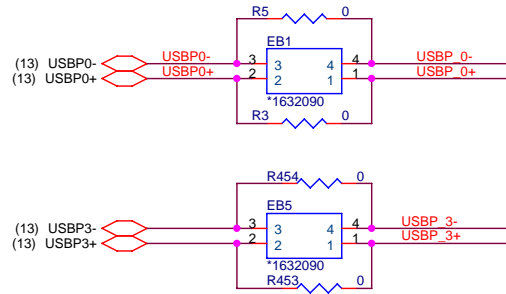 R5 0
(13) USBP0- USBP0- 3 EB1 4 USBP_0-
3 4
(13) USBP0+ USBP0+ 2 2 1 1 USBP_0+
*1632090
R3 0
R454 0
EB5
(13) USBP3- 3 3 4 4 USBP_3-
(13) USBP3+ 2 2 1 1 USBP_3+
*1632090
R453 0